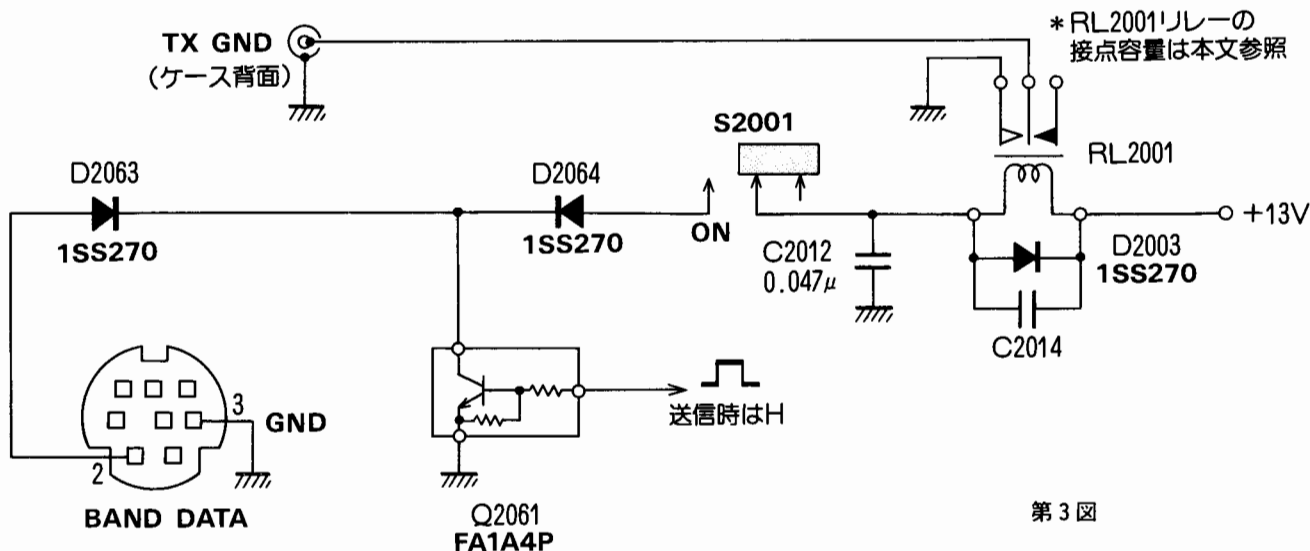 TX GND
(ケース背面)
*RL2001リレーの
接点容量は本文参照
S2001
RL2001
D2063
1SS270
D2064
1SS270
ON
C2012
0.047μ
+13V
D2003
1SS270
C2014
3
GND
2
BAND DATA
送信時はH
Q2061
FA1A4P
第3図